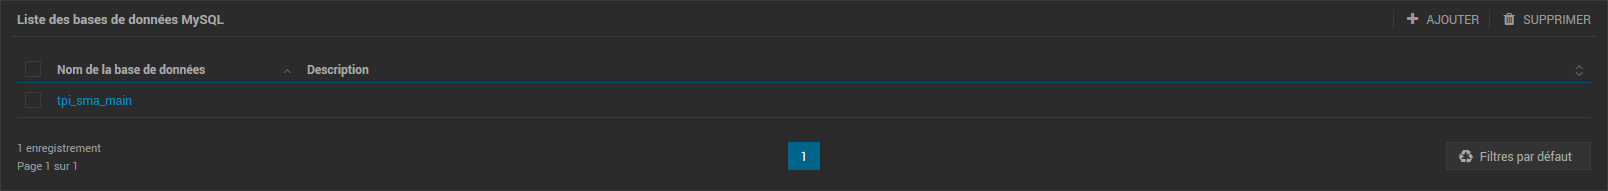 Liste des bases de données MySQL
AJOUTER
SUPPRIMER
Nom de la base de données
Description
tpi_sma_main
1 enregistrement
Page 1 sur 1
1
Filtres par défaut